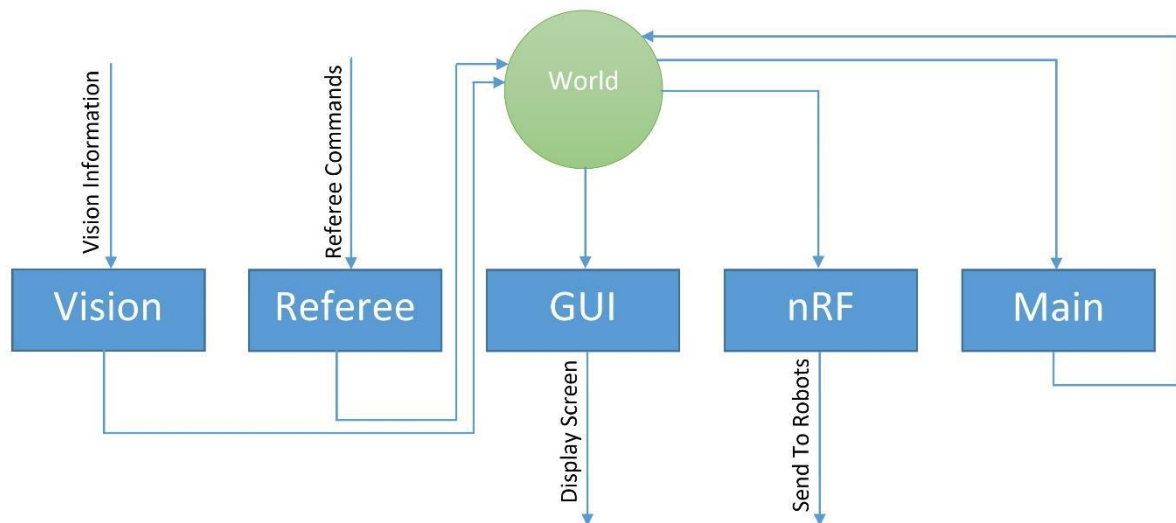 World
Vision Information
Referee Commands
Vision
Referee
GUI
nRF
Main
Display Screen
Send To Robots